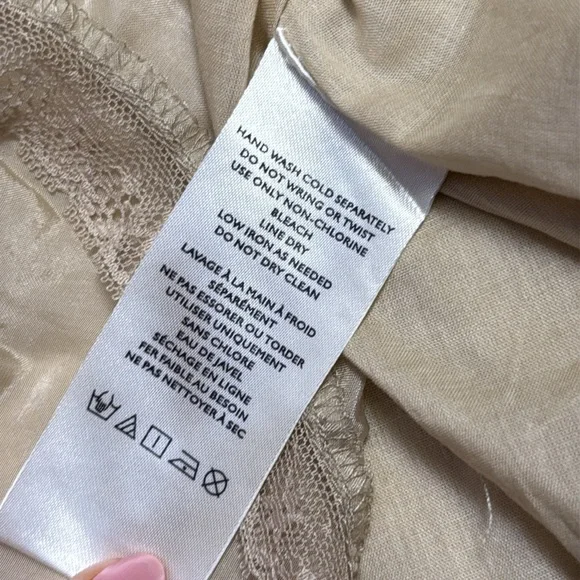 HAND WASH COLD SEPARATELY
DO NOT WRING OR TWIST
USE ONLY NON-CHLORINE
BLEACH
LINE DRY
LOW IRON AS NEEDED
DO NOT DRY CLEAN
LAVAGE À LA MAIN À FROID
SÉPARÉMENT
NE PAS ESSORER OU TORDER
UTILISER UNIQUEMENT
SANS CHLORE
EAU DE JAVEL
SÉCHAGE EN LIGNE
FER FAIBLE AU BESOIN
NE PAS NETTOYER À SEC